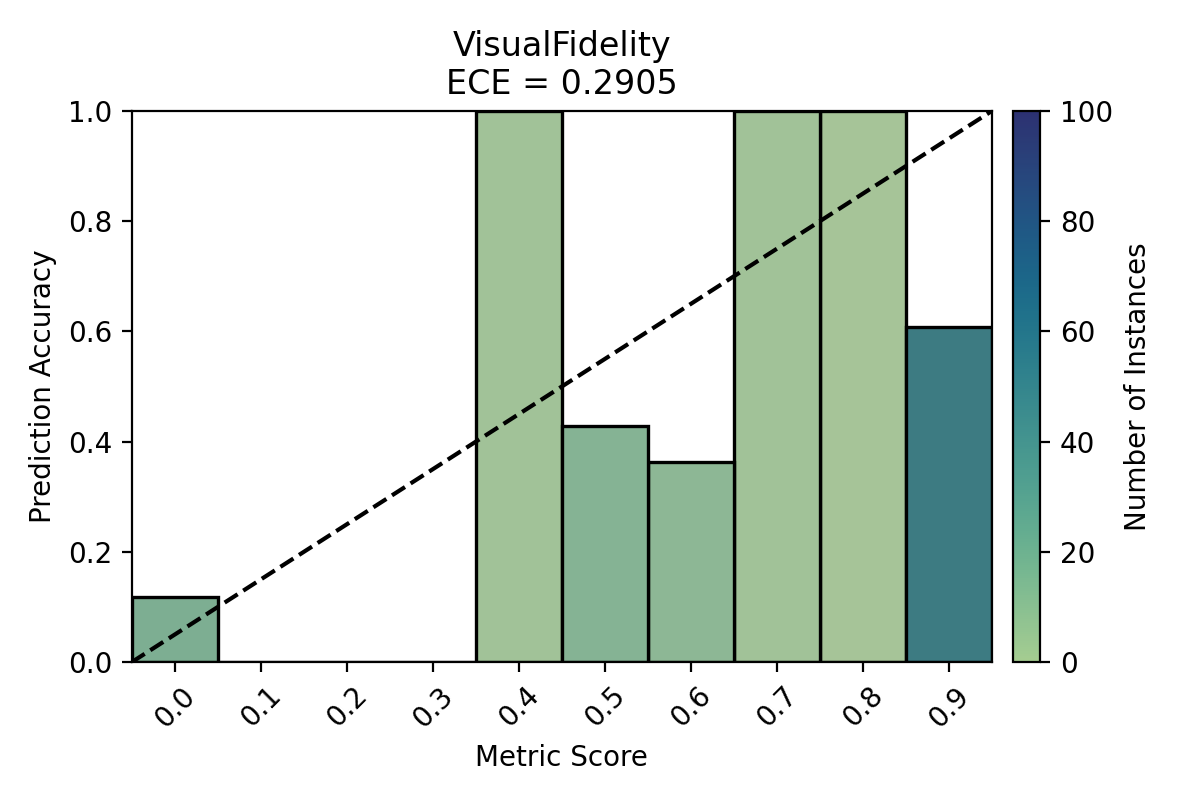 VisualFidelity
ECE = 0.2905
Prediction Accuracy
1.0
0.8
0.6
0.4
0.2
0.0
0.0 0.1 0.2 0.3 0.4 0.5 0.6 0.7 0.8 0.9
Metric Score
100
80
60
40
20
0
Number of Instances